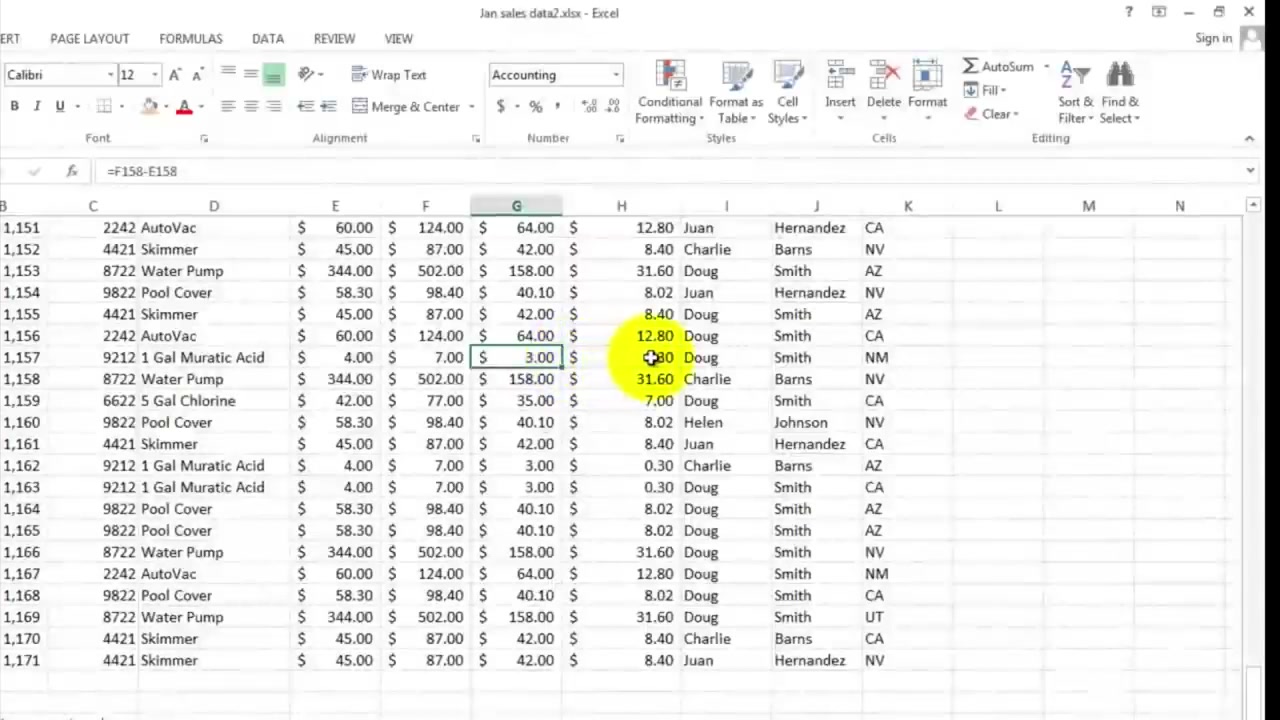 Jan sales data2.xlsx - Excel
?
ERT PAGE LAYOUT FORMULAS DATA REVIEW VIEW Sign in
Calibri 12 A A Wrap Text Accounting AutoSum
B I U A Merge & Center $ % , Conditional Formatting Format as Table Cell Styles Insert Delete Format Fill Clear Sort & Filter Find & Select
Font Alignment Number Styles Cells Editing
fx =F158-E158
B C D E F G H I J K L M N
1,151 2242 AutoVac $ 60.00 $ 124.00 $ 64.00 $ 12.80 Juan Hernandez CA
1,152 4421 Skimmer $ 45.00 $ 87.00 $ 42.00 $ 8.40 Charlie Barns NV
1,153 8722 Water Pump $ 344.00 $ 502.00 $ 158.00 $ 31.60 Doug Smith AZ
1,154 9822 Pool Cover $ 58.30 $ 98.40 $ 40.10 $ 8.02 Juan Hernandez NV
1,155 4421 Skimmer $ 45.00 $ 87.00 $ 42.00 $ 8.40 Doug Smith AZ
1,156 2242 AutoVac $ 60.00 $ 124.00 $ 64.00 $ 12.80 Doug Smith CA
1,157 9212 1 Gal Muratic Acid $ 4.00 $ 7.00 $ 3.00 $ Doug Smith NM
1,158 8722 Water Pump $ 344.00 $ 502.00 $ 158.00 $ 31.60 Charlie Barns NV
1,159 6622 5 Gal Chlorine $ 42.00 $ 77.00 $ 35.00 $ 7.00 Doug Smith CA
1,160 9822 Pool Cover $ 58.30 $ 98.40 $ 40.10 $ 8.02 Helen Johnson NV
1,161 4421 Skimmer $ 45.00 $ 87.00 $ 42.00 $ 8.40 Juan Hernandez CA
1,162 9212 1 Gal Muratic Acid $ 4.00 $ 7.00 $ 3.00 $ 0.30 Charlie Barns AZ
1,163 9212 1 Gal Muratic Acid $ 4.00 $ 7.00 $ 3.00 $ 0.30 Doug Smith CA
1,164 9822 Pool Cover $ 58.30 $ 98.40 $ 40.10 $ 8.02 Doug Smith AZ
1,165 9822 Pool Cover $ 58.30 $ 98.40 $ 40.10 $ 8.02 Doug Smith AZ
1,166 8722 Water Pump $ 344.00 $ 502.00 $ 158.00 $ 31.60 Doug Smith NV
1,167 2242 AutoVac $ 60.00 $ 124.00 $ 64.00 $ 12.80 Doug Smith NM
1,168 9822 Pool Cover $ 58.30 $ 98.40 $ 40.10 $ 8.02 Doug Smith CA
1,169 8722 Water Pump $ 344.00 $ 502.00 $ 158.00 $ 31.60 Doug Smith UT
1,170 4421 Skimmer $ 45.00 $ 87.00 $ 42.00 $ 8.40 Charlie Barns CA
1,171 4421 Skimmer $ 45.00 $ 87.00 $ 42.00 $ 8.40 Juan Hernandez NV